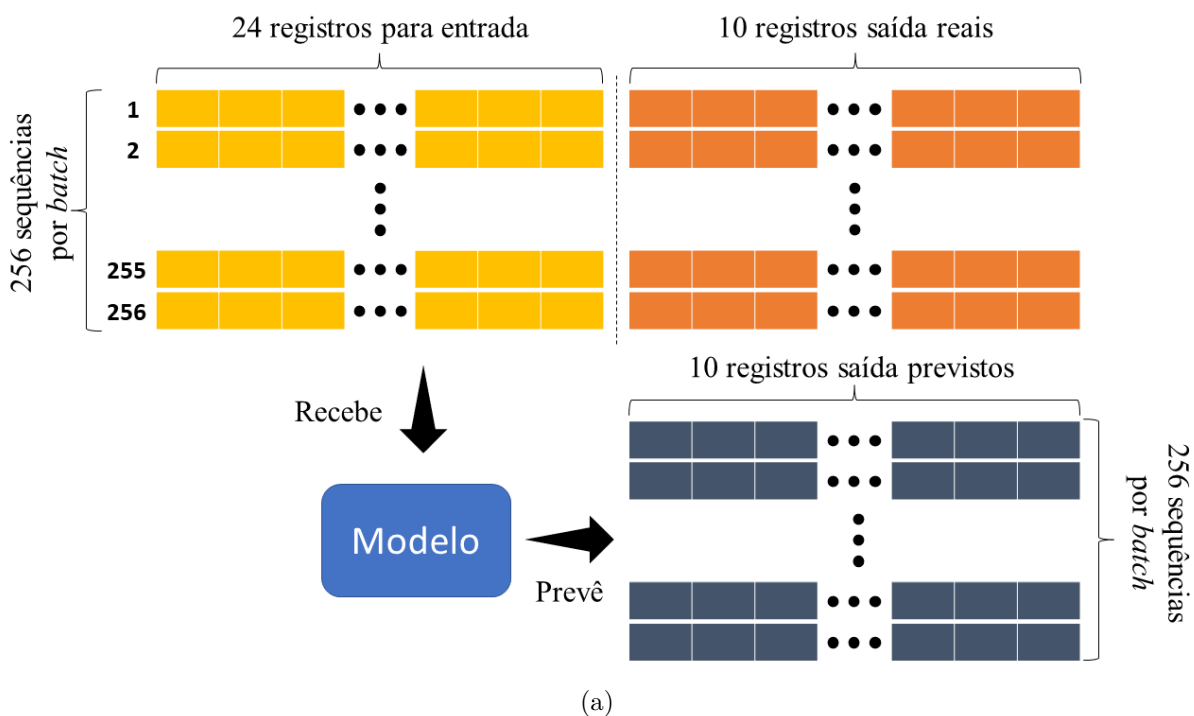 24 registros para entrada
10 registros saída reais
256 sequências
por batch
1
2
255
256
10 registros saída previstos
Recebe
Modelo
Prevê
256 sequências
por batch
(a)